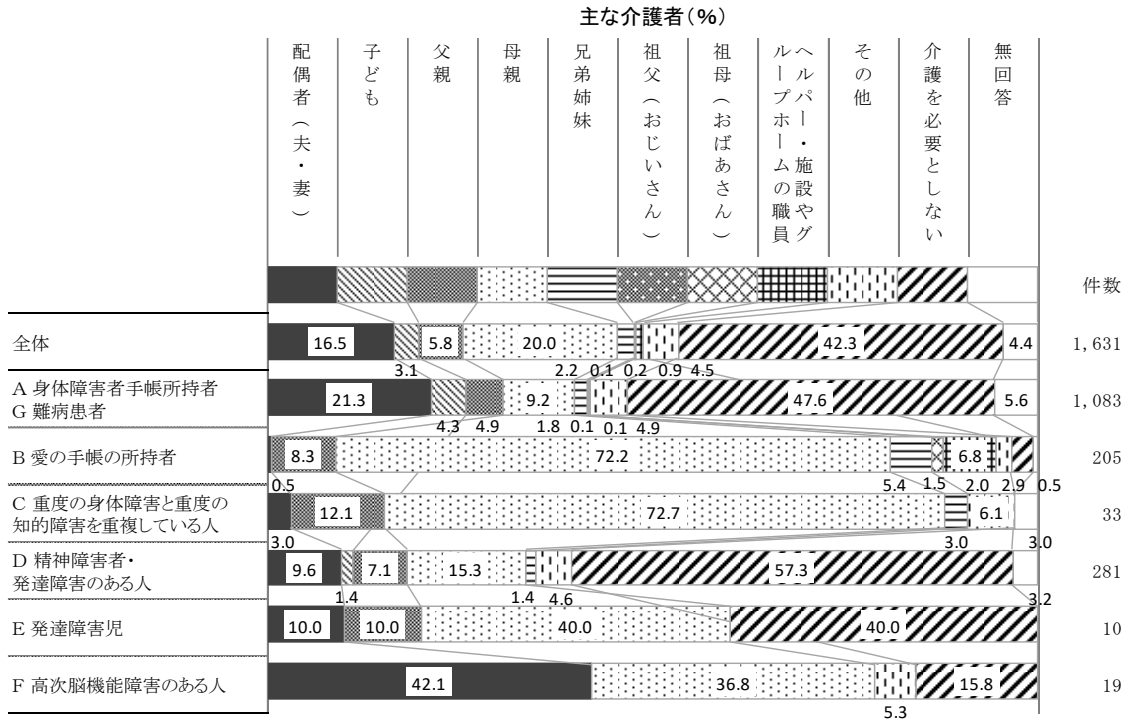 主な介護者(%)
配偶者(夫・妻)
子ども
父親
母親
兄弟姉妹
祖父(おじいさん)
祖母(おばあさん)
ヘルパー・施設やグ
ループホームの職員
その他
介護を必要としない
無回答
件数
全体
16.5
5.8
20.0
42.3
4.4
1,631
3.1
2.2
0.1
0.2
0.9
4.5
A 身体障害者手帳所持者
G 難病患者
21.3
9.2
47.6
5.6
1,083
4.3
4.9
1.8
0.1
0.1
4.9
B 愛の手帳の所持者
8.3
72.2
6.8
205
0.5
5.4
1.5
2.0
2.9
0.5
C 重度の身体障害と重度の
知的障害を重複している人
12.1
72.7
6.1
33
3.0
3.0
3.0
D 精神障害者・
発達障害のある人
9.6
7.1
15.3
57.3
281
1.4
1.4
4.6
3.2
E 発達障害児
10.0
10.0
40.0
40.0
10
F 高次脳機能障害のある人
42.1
36.8
15.8
19
5.3